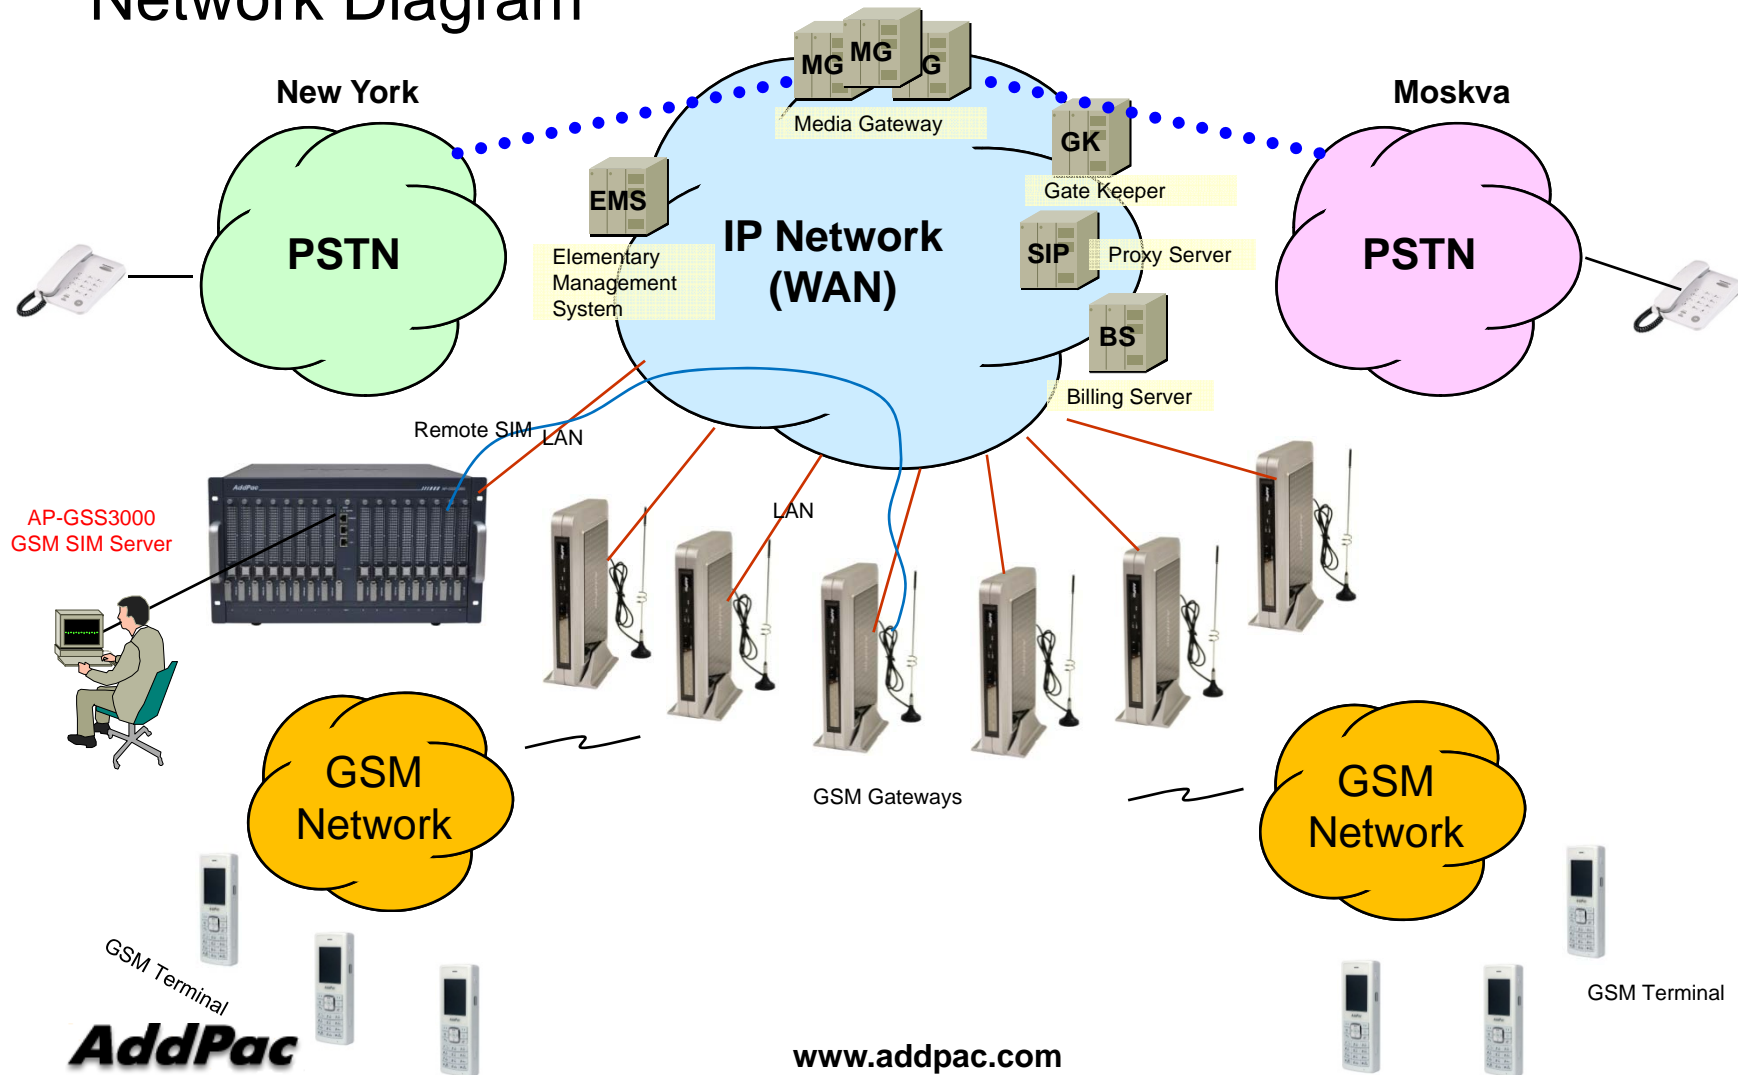 Network Diagram
New York
Moskva
MG
MG
G
Media Gateway
GK
Gate Keeper
EMS
Elementary
Management
System
IP Network
(WAN)
SIP
Proxy Server
BS
Billing Server
PSTN
PSTN
Remote SIM
LAN
LAN
AddPac
AP-GSS3000
GSM SIM Server
GSM
Network
GSM Gateways
GSM
Network
GSM Terminal
GSM Terminal
AddPac
www.addpac.com